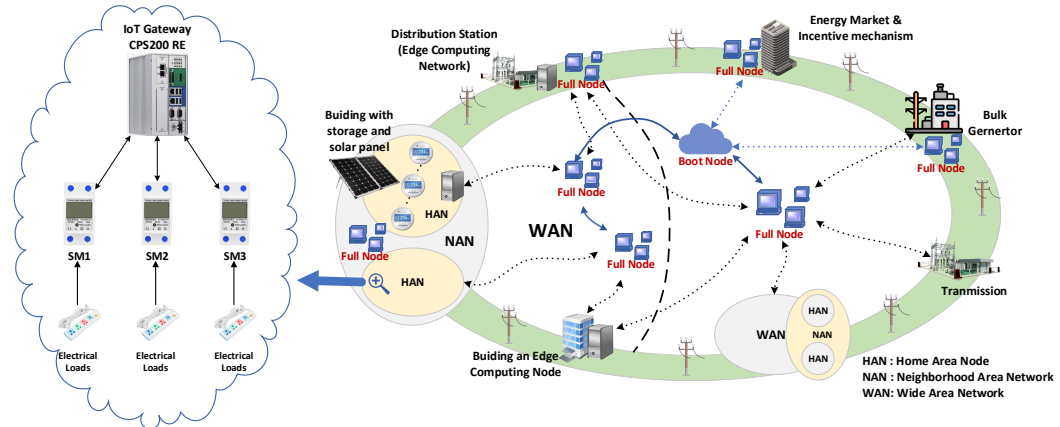 IoT Gateway
CPS200 RE
SM1
SM2
SM3
Electrical
Loads
Electrical
Loads
Electrical
Loads
Distribution Station
(Edge Computing
Network)
Full Node
Energy Market &
Incentive mechanism
Full Node
Bulk
Gernertor
Full Node
Buiding with
storage and
solar panel
HAN
NAN
Full Node
HAN
Boot Node
Full Node
WAN
Full Node
Full Node
Tranmission
Buiding an Edge
Computing Node
WAN
HAN
NAN
HAN
HAN : Home Area Node
NAN : Neighborhood Area Network
WAN: Wide Area Network